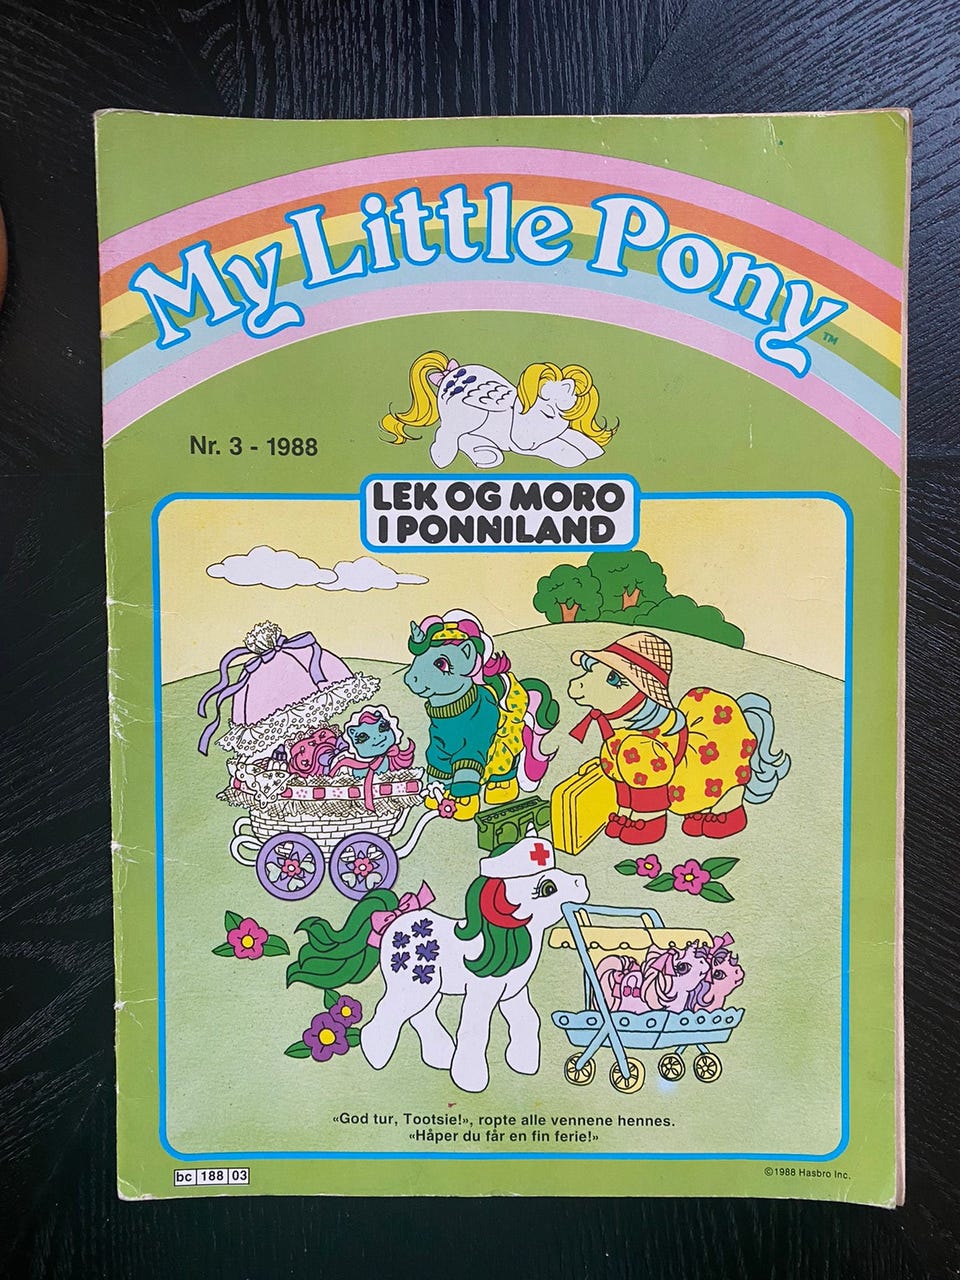 My Little Pony™
Nr. 3 - 1988
LEK OG MORO
I PONNILAND
«God tur, Tootsie!», ropte alle vennene hennes.
«Håper du får en fin ferie!»
bc 188 03
©1988 Hasbro Inc.